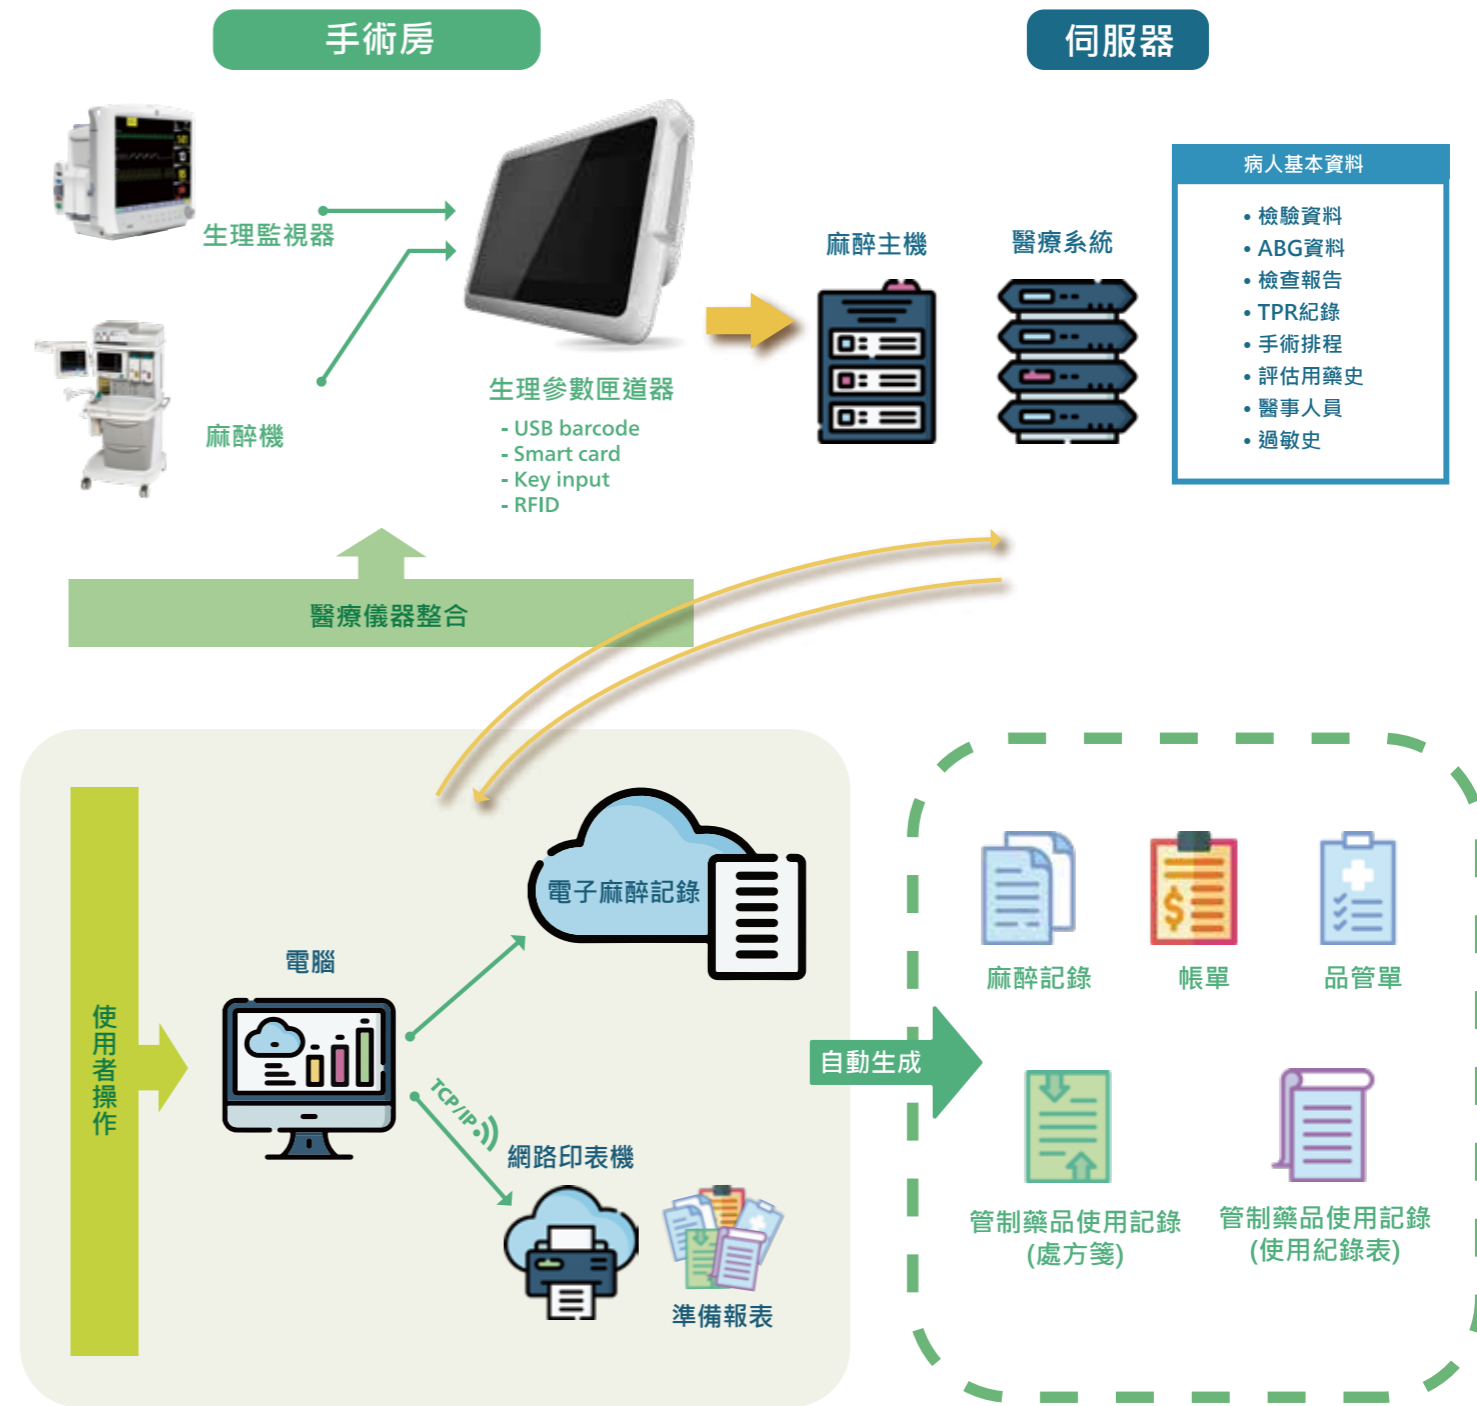 手術房
伺服器
生理監視器
麻醉機
生理參數匣道器
- USB barcode
- Smart card
- Key input
- RFID
麻醉主機
醫療系統
病人基本資料
• 檢驗資料
• ABG資料
• 檢查報告
• TPR紀錄
• 手術排程
• 評估用藥史
• 醫事人員
• 過敏史
醫療儀器整合
使用者操作
電腦
電子麻醉記錄
TCP/IP
網路印表機
準備報表
自動生成
麻醉記錄
帳單
品管單
管制藥品使用記錄
(處方箋)
管制藥品使用記錄
(使用紀錄表)